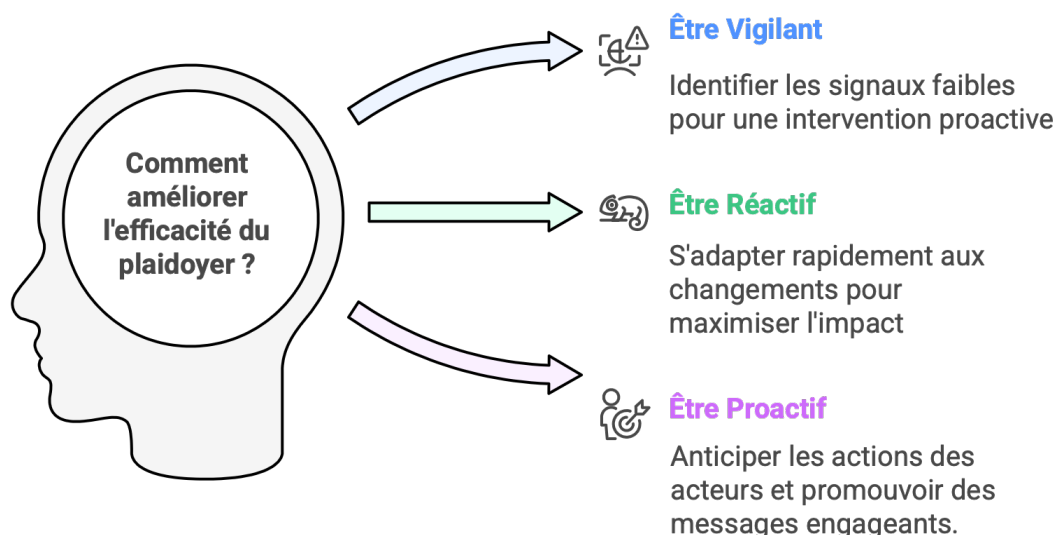 Comment
améliorer
l'efficacité du
plaidoyer ?
Être Vigilant
Identifier les signaux faibles
pour une intervention proactive
Être Réactif
S'adapter rapidement aux
changements pour
maximiser l'impact
Être Proactif
Anticiper les actions des
acteurs et promouvoir des
messages engageants.